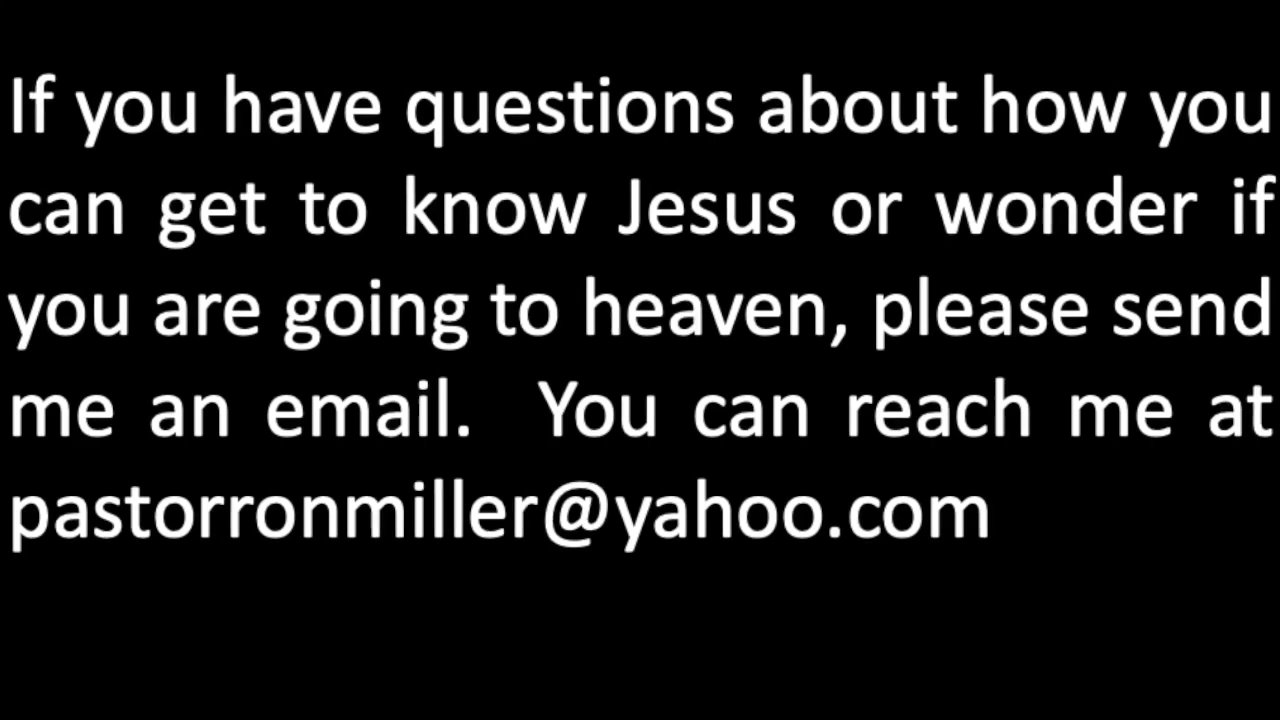 If you have questions about how you
can get to know Jesus or wonder if
you are going to heaven, please send
me an email.  You can reach me at
pastorronmiller@yahoo.com